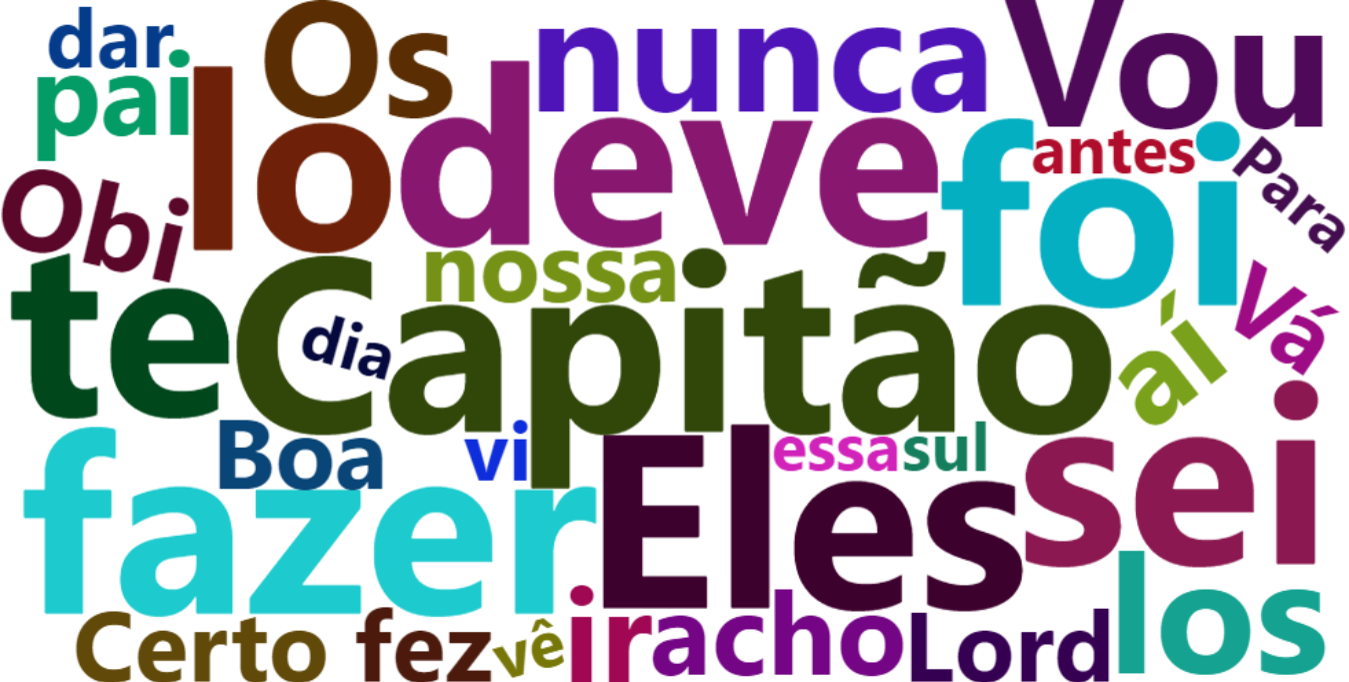 dar
Os
nunca
Vou
pai
lo
deve
foi
antes
Para
Obi
nossa
Vá
te
Capitão
dia
aí
Boa
vi
essa
sul
sei
fazer
Eles
los
Certo
fez
vê
ir
acho
Lord